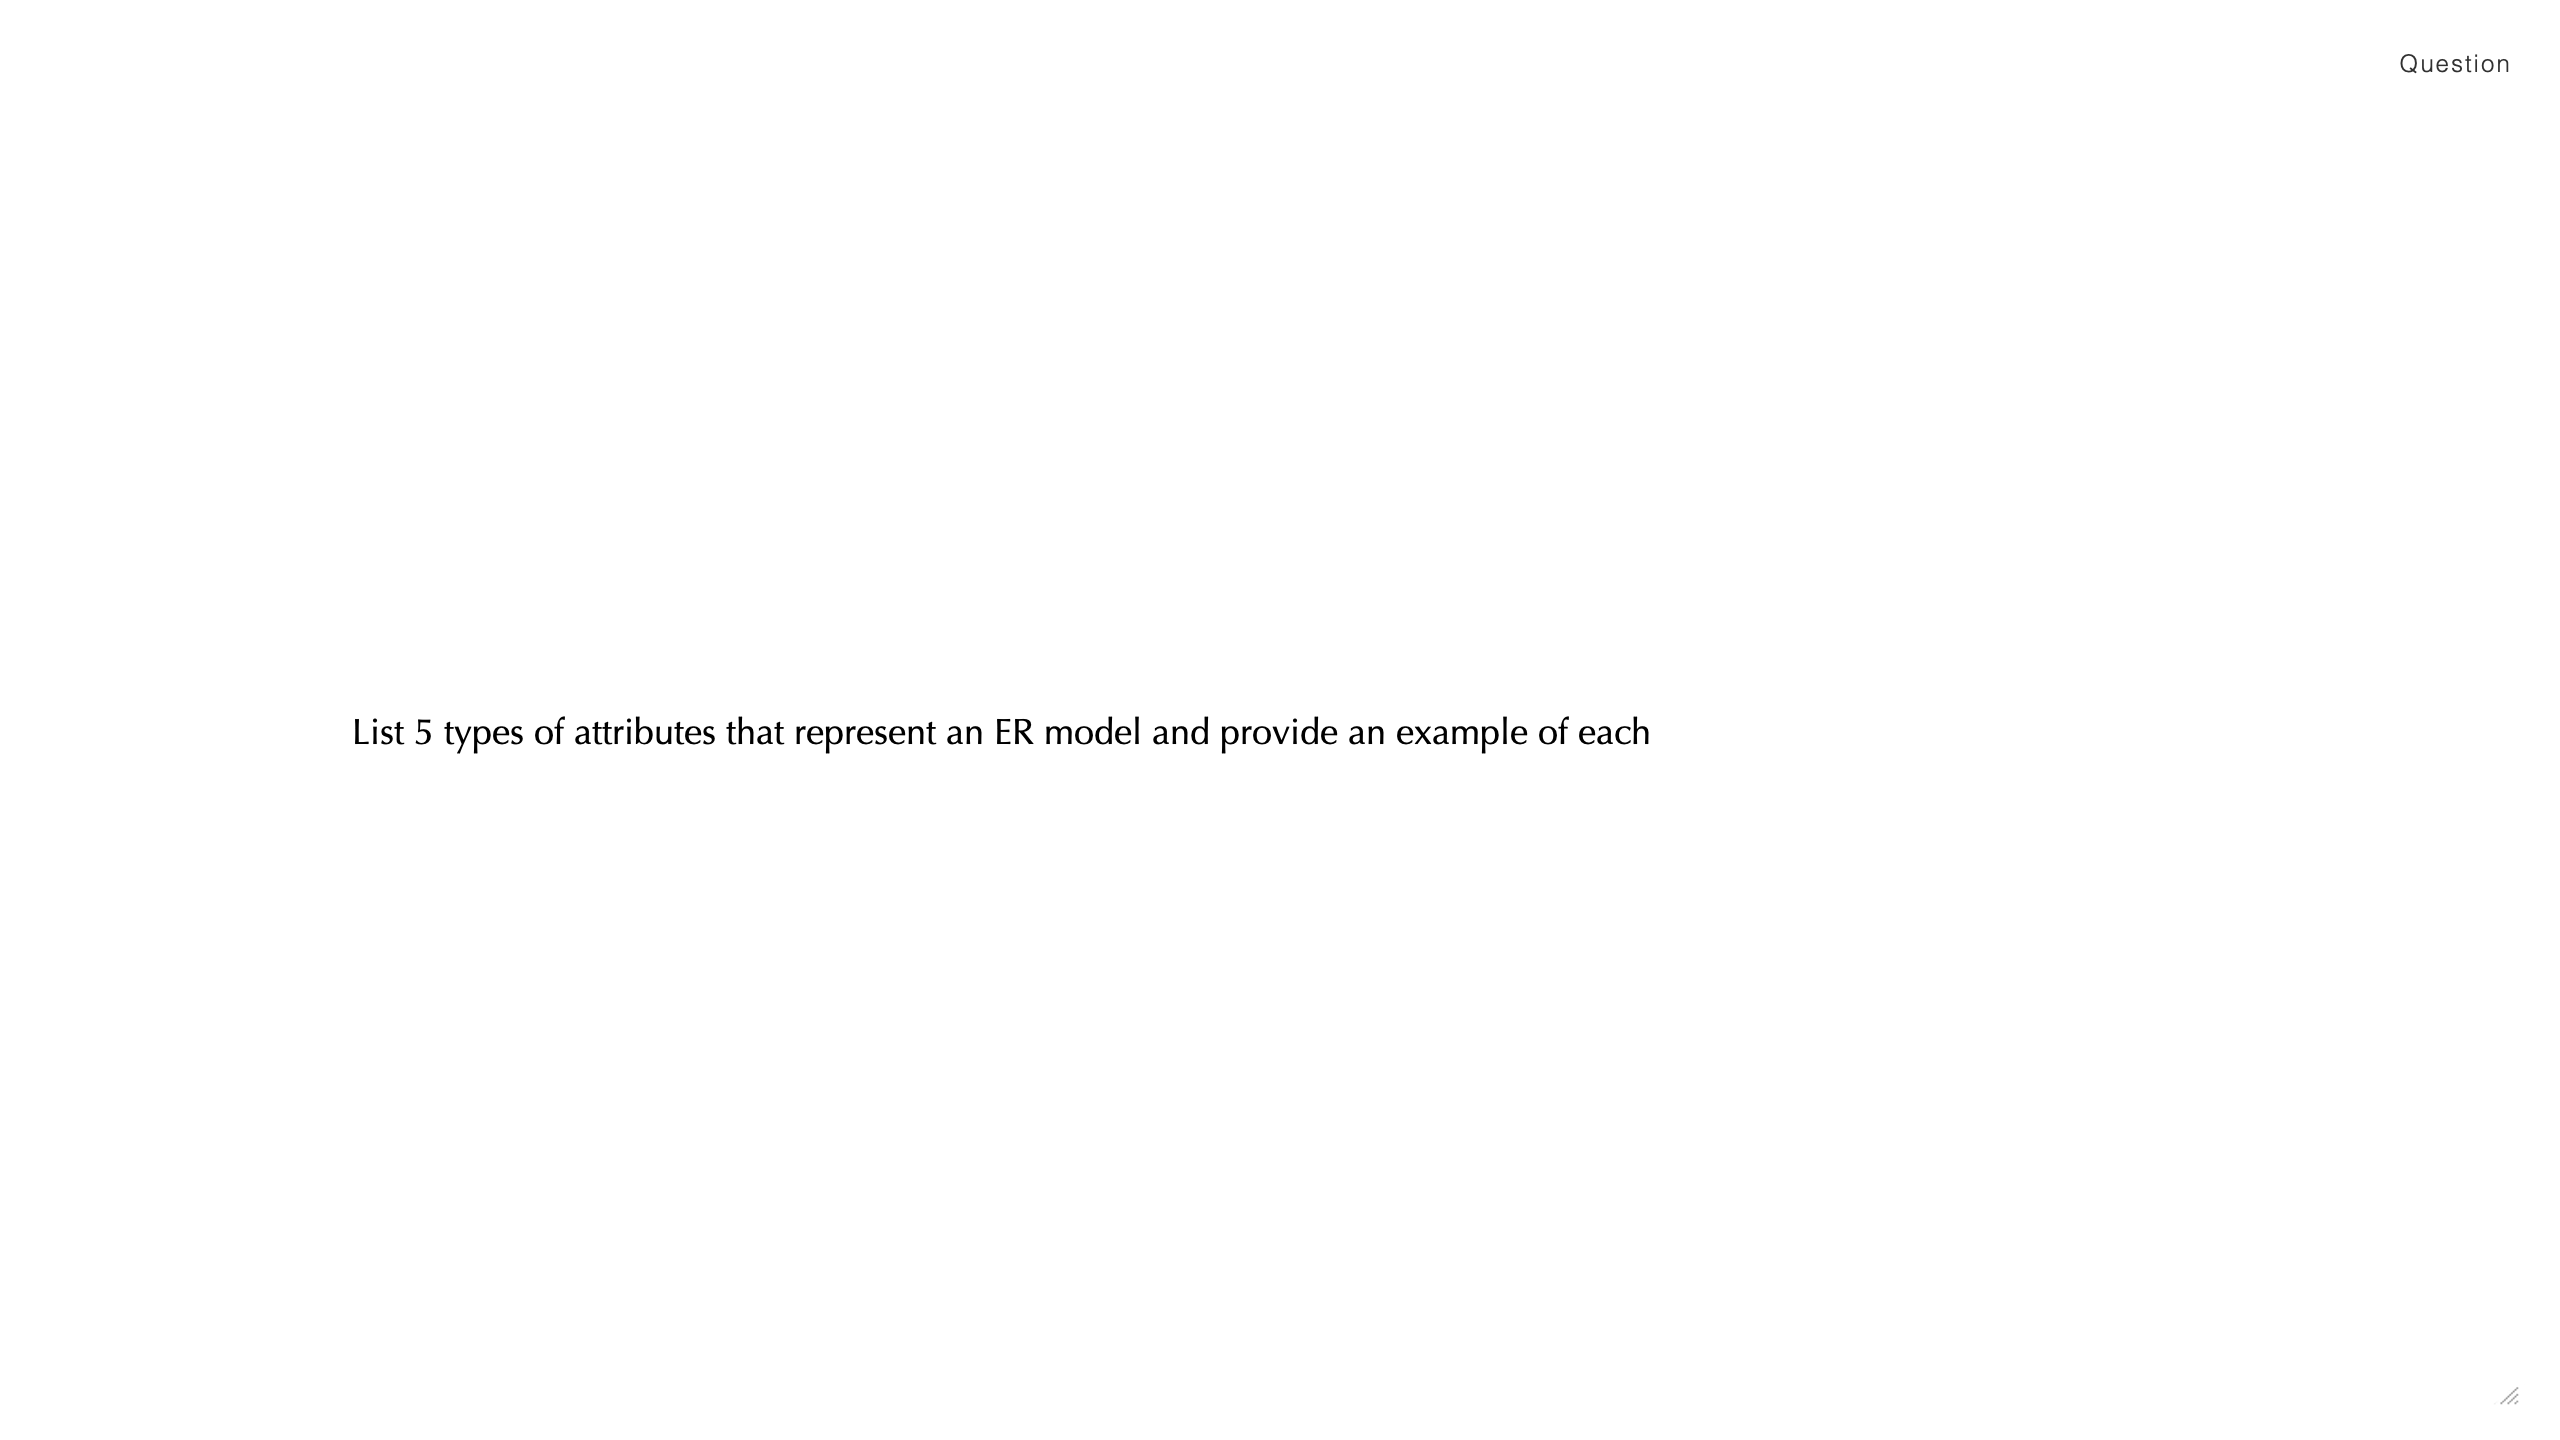 Question
List 5 types of attributes that represent an ER model and provide an example of each